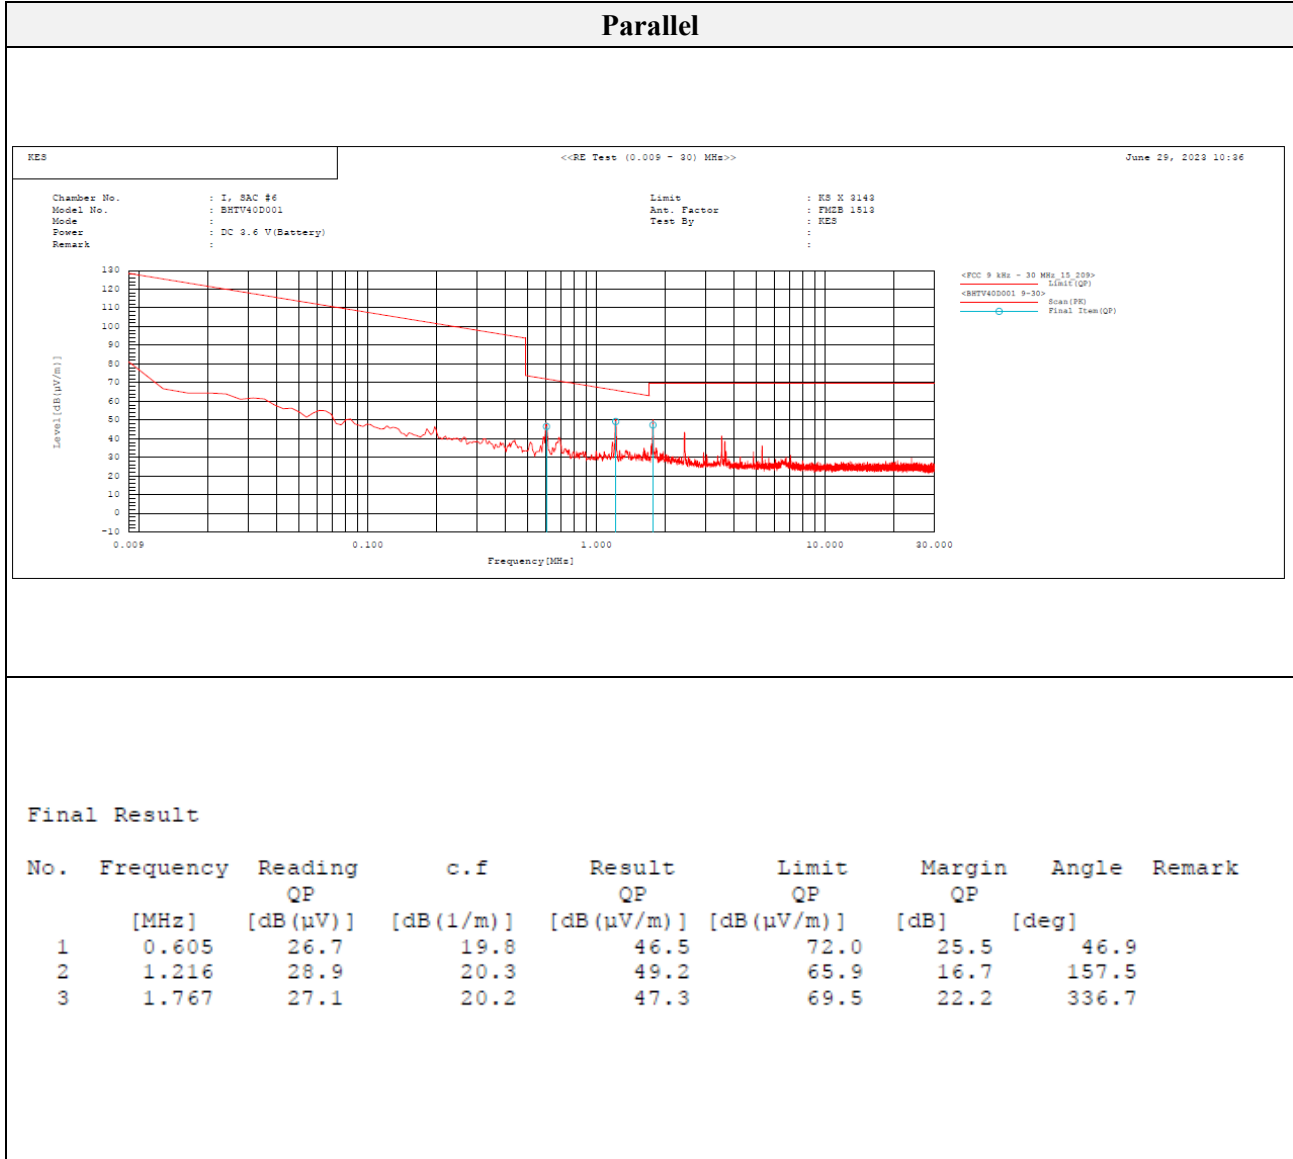 Parallel
KES <<RE Test (0.009 - 30) MHz>> June 29, 2023 10:36
Chamber No. : I, SAC #6 Limit : KS X 3143
Model No. : BHTV40D001 Ant. Factor : FMZB 1513
Mode : Test By : KES
Power : DC 3.6 V(Battery) :
Remark : :
<FCC 9 kHz - 30 MHz_15_209>
Limit(QP)
<BHTV40D001 9-30>
Scan(PK)
Final Item(QP)
Level[dB(µV/m)]
130
120
110
100
90
80
70
60
50
40
30
20
10
0
-10
0.009 0.100 1.000 10.000 30.000
Frequency[MHz]
Final Result
No. Frequency Reading c.f Result Limit Margin Angle Remark
QP QP QP QP
[MHz] [dB(µV)] [dB(1/m)] [dB(µV/m)] [dB(µV/m)] [dB] [deg]
1 0.605 26.7 19.8 46.5 72.0 25.5 46.9
2 1.216 28.9 20.3 49.2 65.9 16.7 157.5
3 1.767 27.1 20.2 47.3 69.5 22.2 336.7